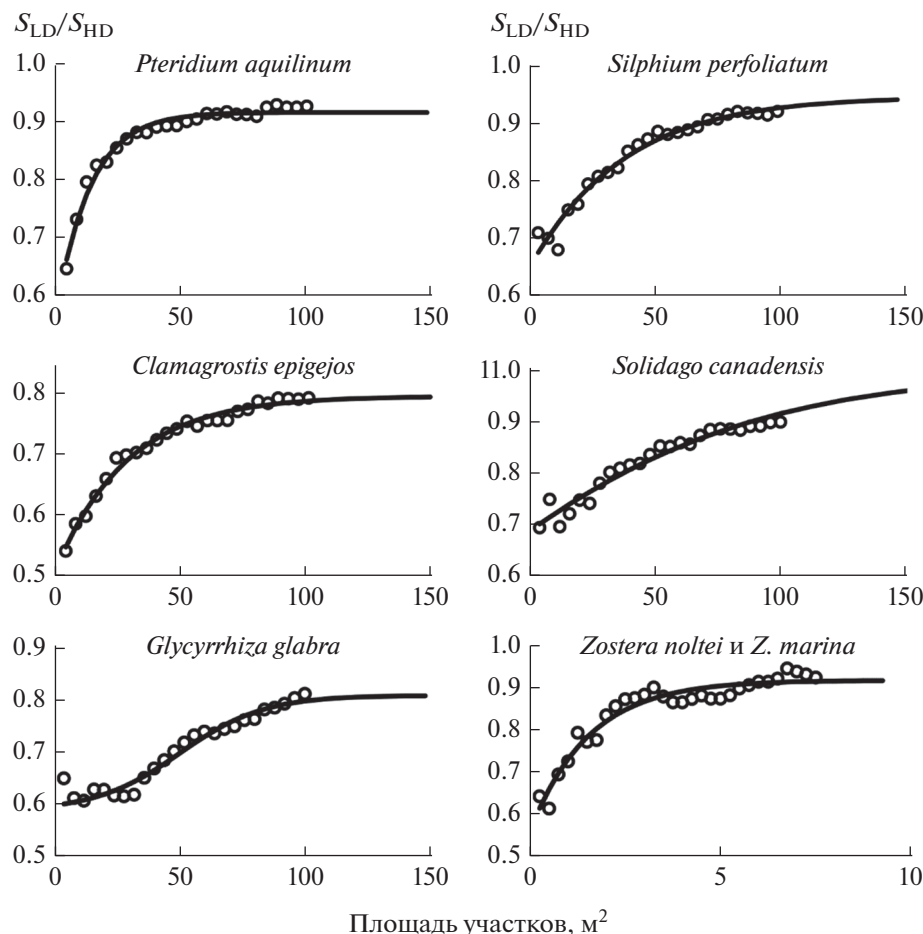 S_LD/S_HD
S_LD/S_HD
Pteridium aquilinum
1.0
0.9
0.8
0.7
0.6
0 50 100 150
Silphium perfoliatum
1.0
0.9
0.8
0.7
0.6
0 50 100 150
Clamagrostis epigejos
0.8
0.7
0.6
0.5
0 50 100 150
Solidago canadensis
11.0
0.9
0.8
0.7
0.6
0 50 100 150
Glycyrrhiza glabra
0.9
0.8
0.7
0.6
0.5
0 50 100 150
Zostera noltei и Z. marina
1.0
0.9
0.8
0.7
0.6
0.5
0 5 10
Площадь участков, м²